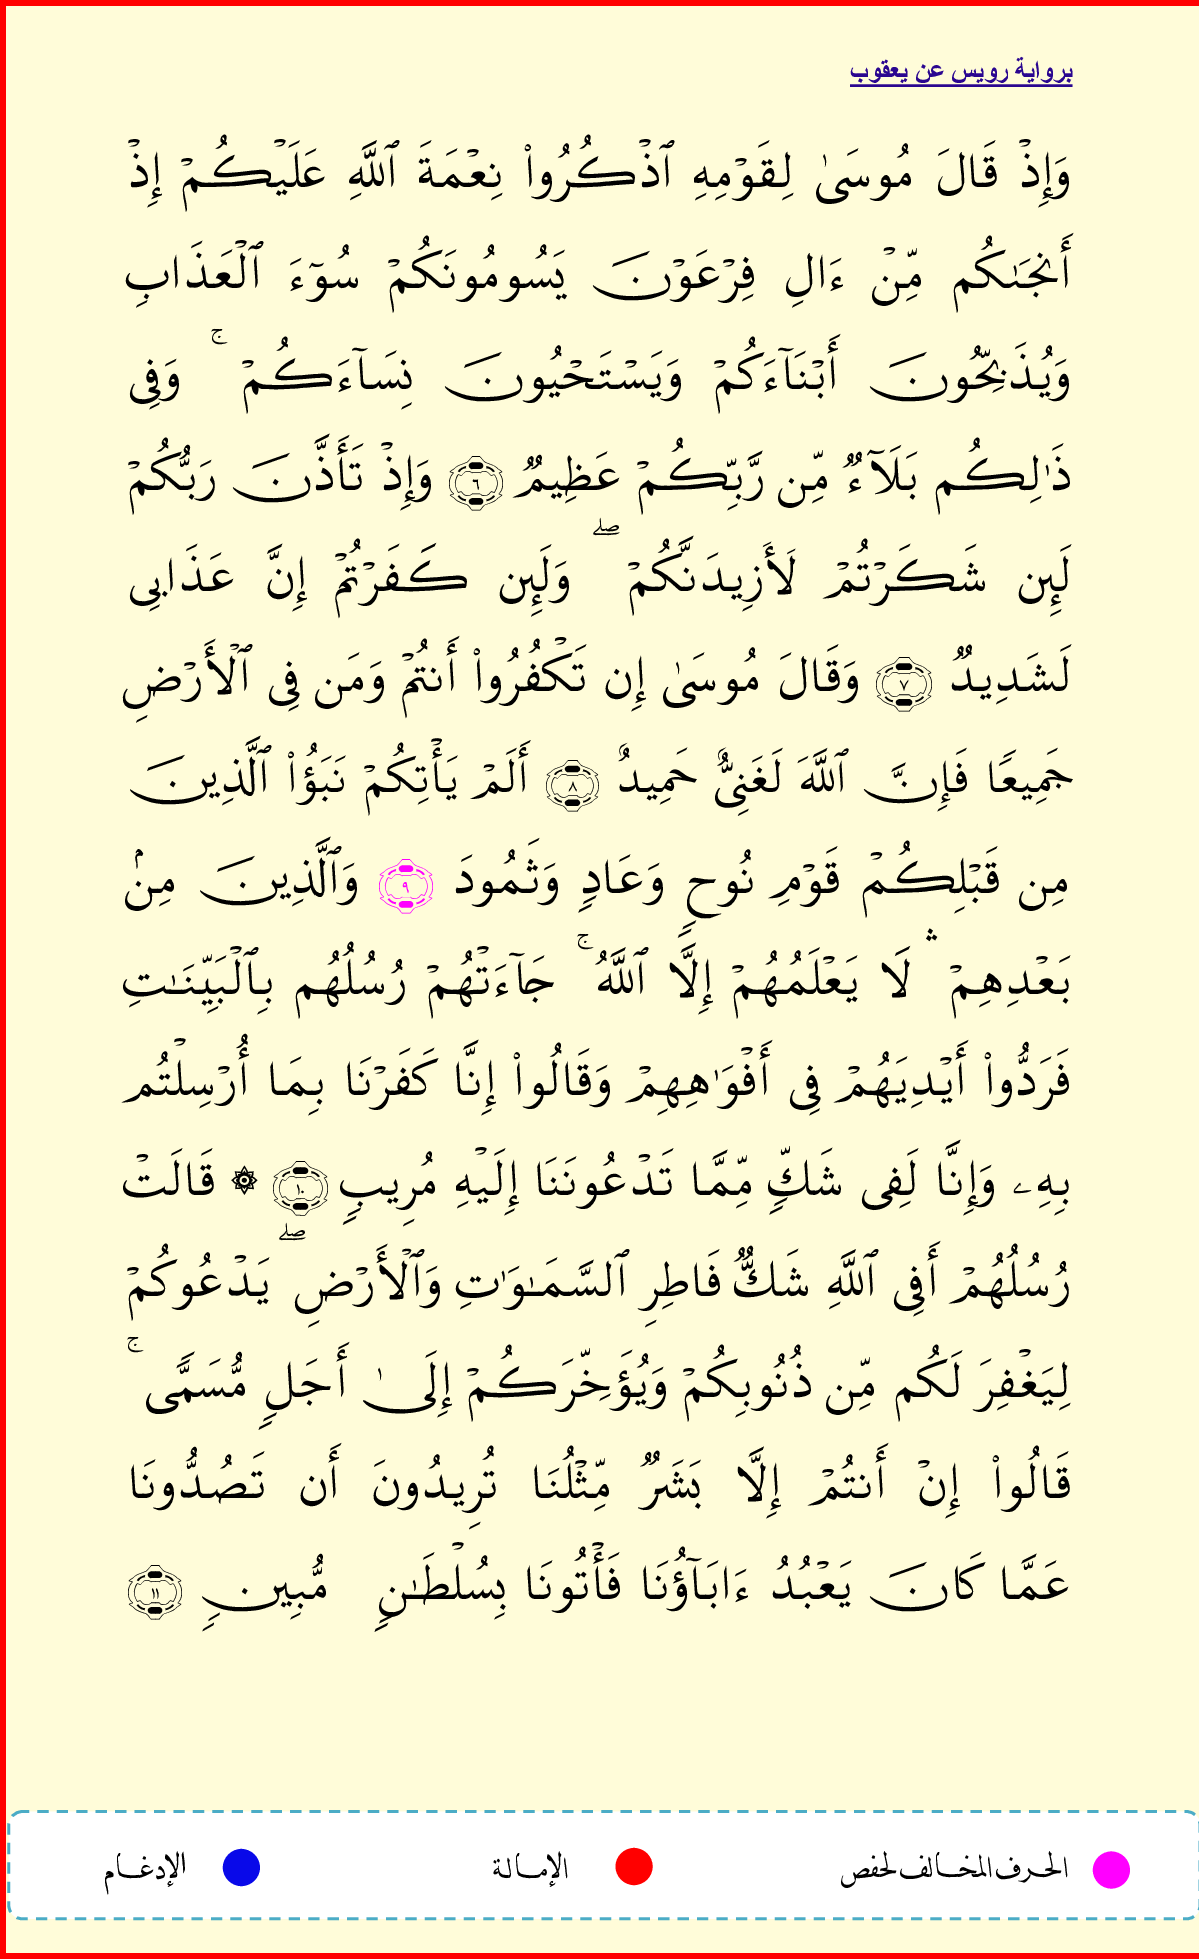 برواية رويس عن يعقوب
وَإِذۡ قَالَ مُوسَىٰ لِقَوۡمِهِ ٱذۡكُرُواْ نِعۡمَةَ ٱللَّهِ عَلَيۡكُمۡ إِذۡ
أَنجَىٰكُم مِّنۡ ءَالِ فِرۡعَوۡنَ يَسُومُونَكُمۡ سُوٓءَ ٱلۡعَذَابِ
وَيُذَبِّحُونَ أَبۡنَآءَكُمۡ وَيَسۡتَحۡيُونَ نِسَآءَكُمۡ ۚ وَفِي
ذَٰلِكُم بَلَآءٞ مِّن رَّبِّكُمۡ عَظِيمٞ ٦ وَإِذۡ تَأَذَّنَ رَبُّكُمۡ
لَئِن شَكَرۡتُمۡ لَأَزِيدَنَّكُمۡ ۖ وَلَئِن كَفَرۡتُمۡ إِنَّ عَذَابِي
لَشَدِيدٞ ٧ وَقَالَ مُوسَىٰ إِن تَكۡفُرُواْ أَنتُمۡ وَمَن فِي ٱلۡأَرۡضِ
جَمِيعٗا فَإِنَّ ٱللَّهَ لَغَنِيٌّ حَمِيدٌ ٨ أَلَمۡ يَأۡتِكُمۡ نَبَؤُاْ ٱلَّذِينَ
مِن قَبۡلِكُمۡ قَوۡمِ نُوحٖ وَعَادٖ وَثَمُودَ ٩ وَٱلَّذِينَ مِنۢ
بَعۡدِهِمۡ ۛ لَا يَعۡلَمُهُمۡ إِلَّا ٱللَّهُ ۚ جَآءَتۡهُمۡ رُسُلُهُم بِٱلۡبَيِّنَٰتِ
فَرَدُّواْ أَيۡدِيَهُمۡ فِي أَفۡوَٰهِهِمۡ وَقَالُواْ إِنَّا كَفَرۡنَا بِمَا أُرۡسِلۡتُم
بِهِۦ وَإِنَّا لَفِي شَكّٖ مِّمَّا تَدۡعُونَنَا إِلَيۡهِ مُرِيبٖ ١٠ ۞ قَالَتۡ
رُسُلُهُمۡ أَفِي ٱللَّهِ شَكّٞ فَاطِرِ ٱلسَّمَٰوَٰتِ وَٱلۡأَرۡضِ ۖ يَدۡعُوكُمۡ
لِيَغۡفِرَ لَكُم مِّن ذُنُوبِكُمۡ وَيُؤَخِّرَكُمۡ إِلَىٰ أَجَلٖ مُّسَمّٗى ۚ
قَالُواْ إِنۡ أَنتُمۡ إِلَّا بَشَرٞ مِّثۡلُنَا تُرِيدُونَ أَن تَصُدُّونَا
عَمَّا كَانَ يَعۡبُدُ ءَابَآؤُنَا فَأۡتُونَا بِسُلۡطَٰنٖ مُّبِينٖ ١١
الحرف المخالف لحفص الإمالة الإدغام